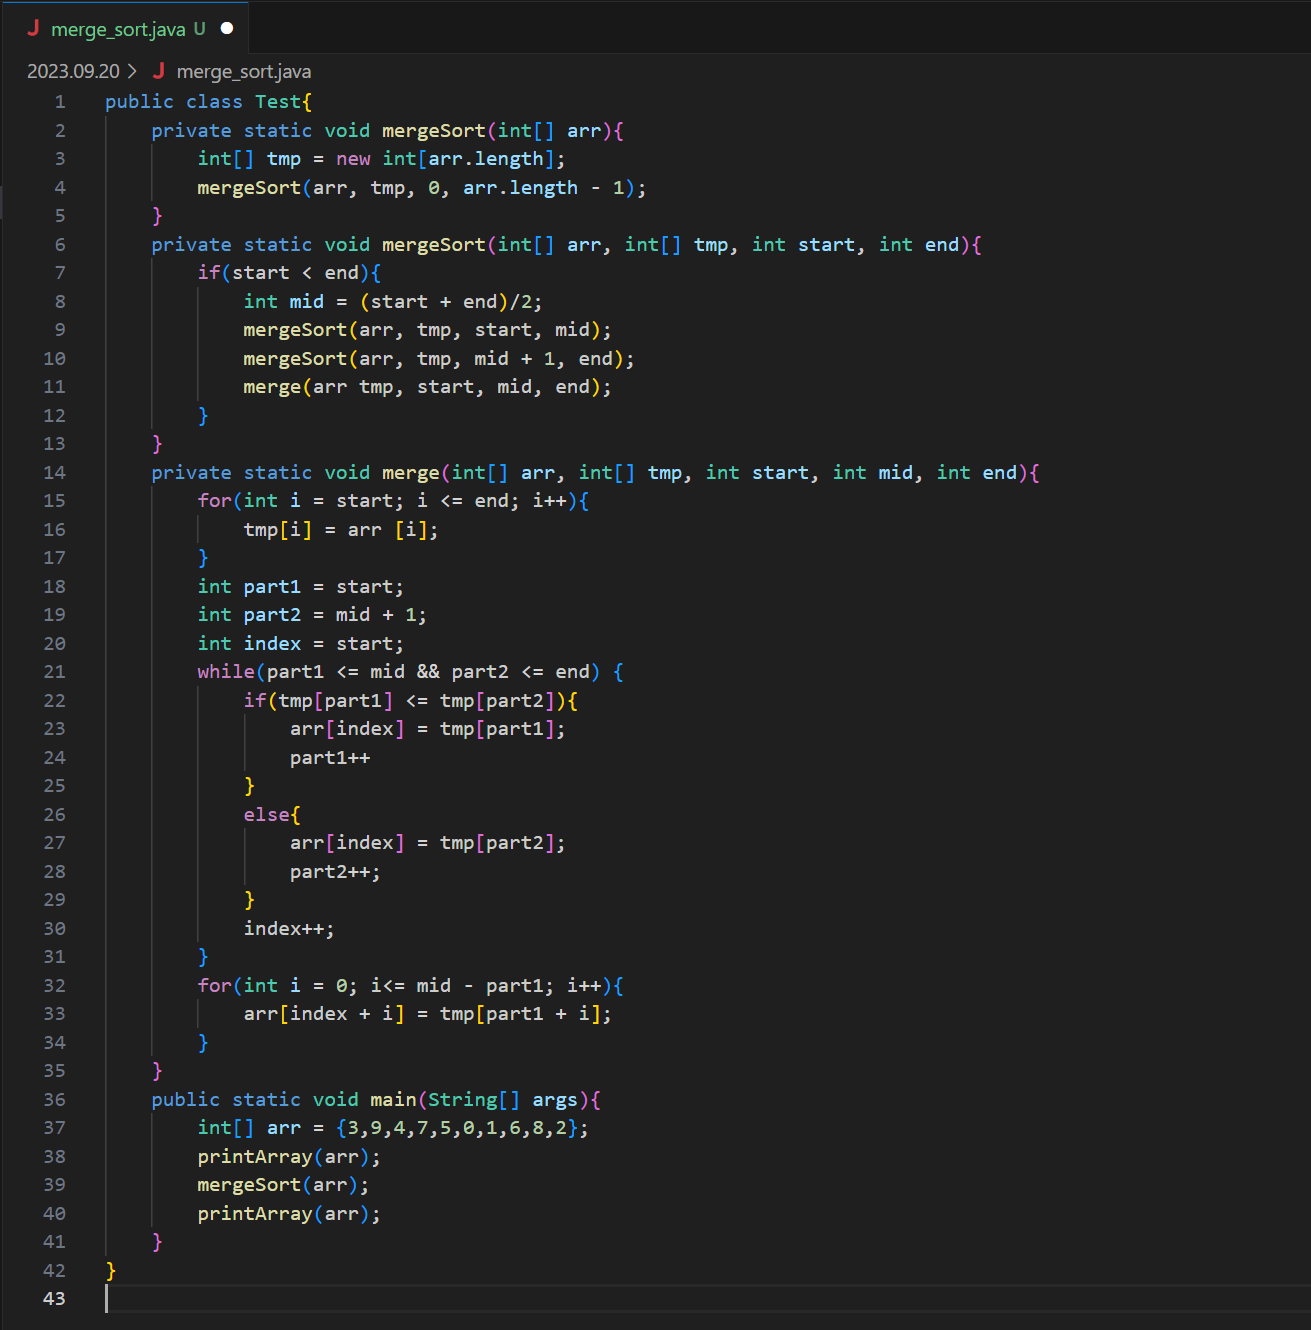 J merge_sort.java U
2023.09.20 > J merge_sort.java
1 public class Test{
2     private static void mergeSort(int[] arr){
3         int[] tmp = new int[arr.length];
4         mergeSort(arr, tmp, 0, arr.length - 1);
5     }
6     private static void mergeSort(int[] arr, int[] tmp, int start, int end){
7         if(start < end){
8             int mid = (start + end)/2;
9             mergeSort(arr, tmp, start, mid);
10             mergeSort(arr, tmp, mid + 1, end);
11             merge(arr tmp, start, mid, end);
12         }
13     }
14     private static void merge(int[] arr, int[] tmp, int start, int mid, int end){
15         for(int i = start; i <= end; i++){
16             tmp[i] = arr [i];
17         }
18         int part1 = start;
19         int part2 = mid + 1;
20         int index = start;
21         while(part1 <= mid && part2 <= end) {
22             if(tmp[part1] <= tmp[part2]){
23                 arr[index] = tmp[part1];
24                 part1++
25             }
26             else{
27                 arr[index] = tmp[part2];
28                 part2++;
29             }
30             index++;
31         }
32         for(int i = 0; i<= mid - part1; i++){
33             arr[index + i] = tmp[part1 + i];
34         }
35     }
36     public static void main(String[] args){
37         int[] arr = {3,9,4,7,5,0,1,6,8,2};
38         printArray(arr);
39         mergeSort(arr);
40         printArray(arr);
41     }
42 }
43